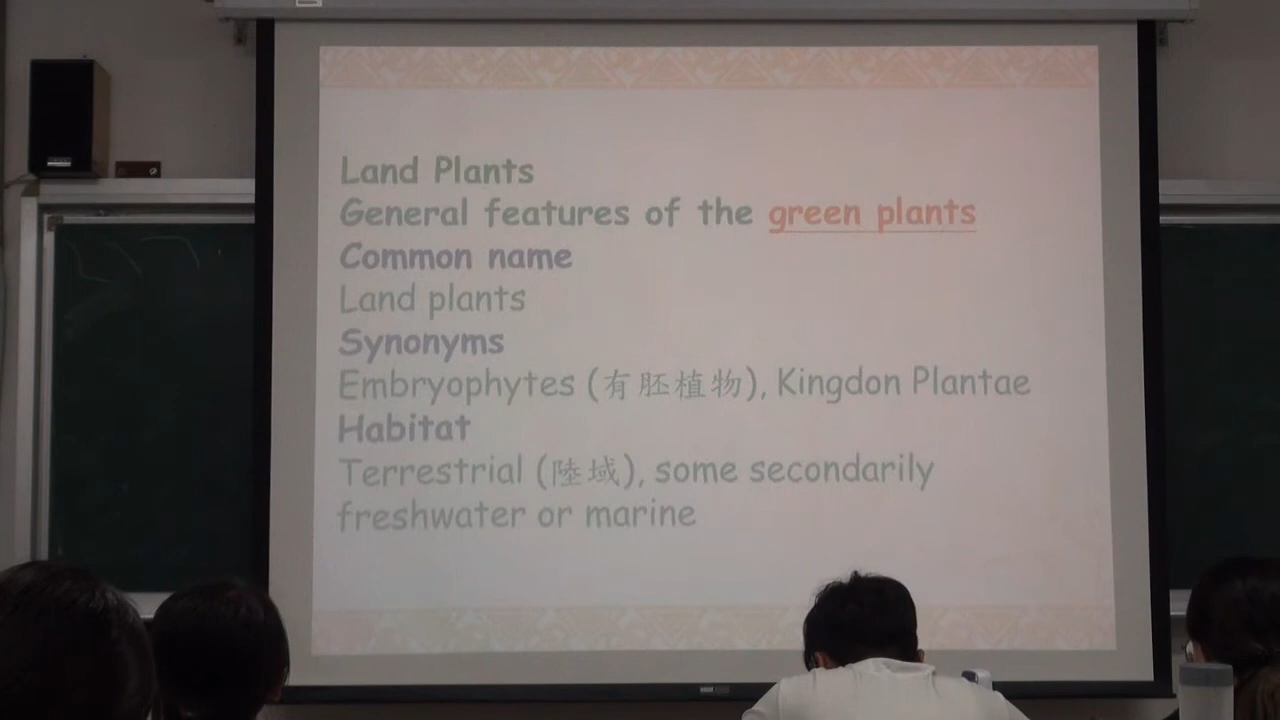 Land Plants
General features of the green plants
Common name
Land plants
Synonyms
Embryophytes (有胚植物), Kingdon Plantae
Habitat
Terrestrial (陸域), some secondarily
freshwater or marine